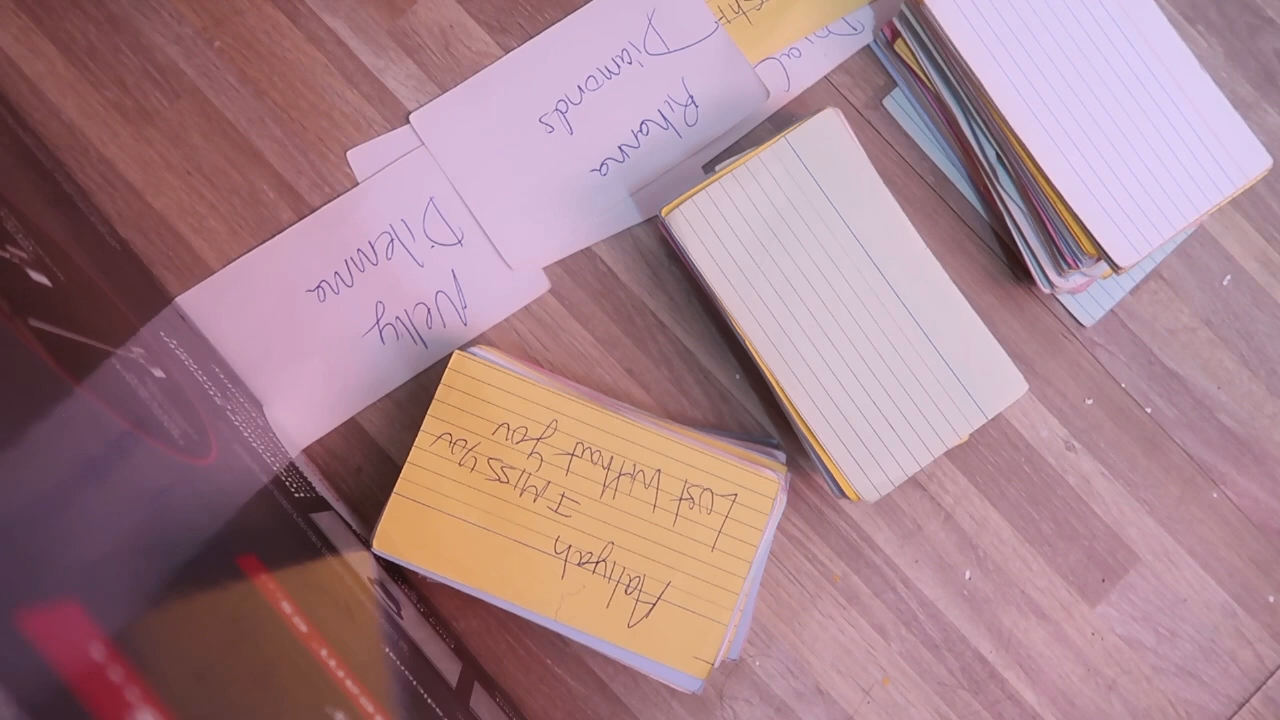 Rihanna
Diamonds
Nelly
Dilemma
Aaliyah
I MISS you
Lost Without you